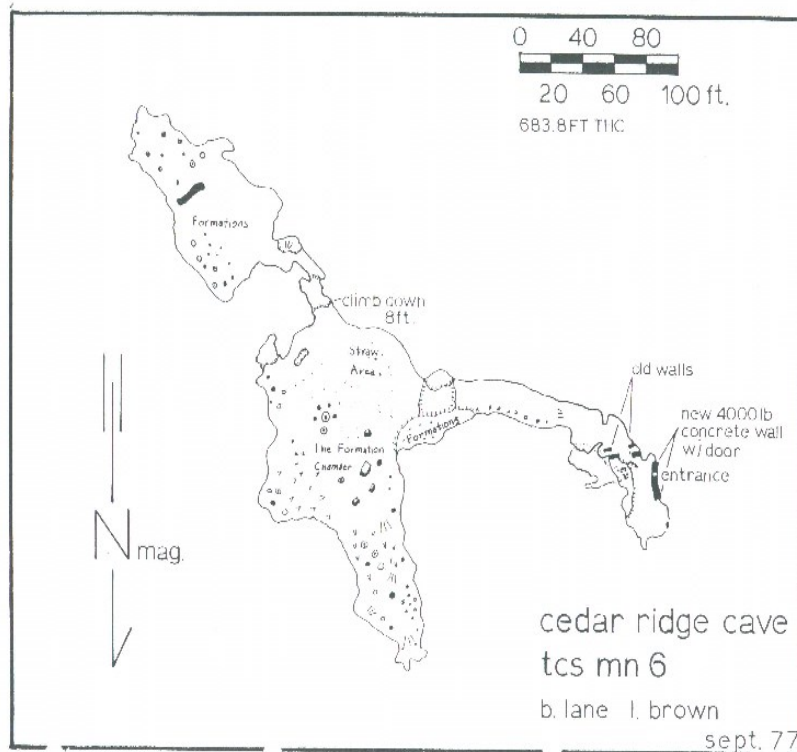 0 40 80
20 60 100 ft.
683.8FT THC
Formations
climb down
8ft.
Straw
Area
old walls
new 4000 lb
concrete wall
w/door
entrance
Formations
The Formation
Chamber
N mag.
cedar ridge cave
tcs mn 6
b. lane l. brown
sept. 77